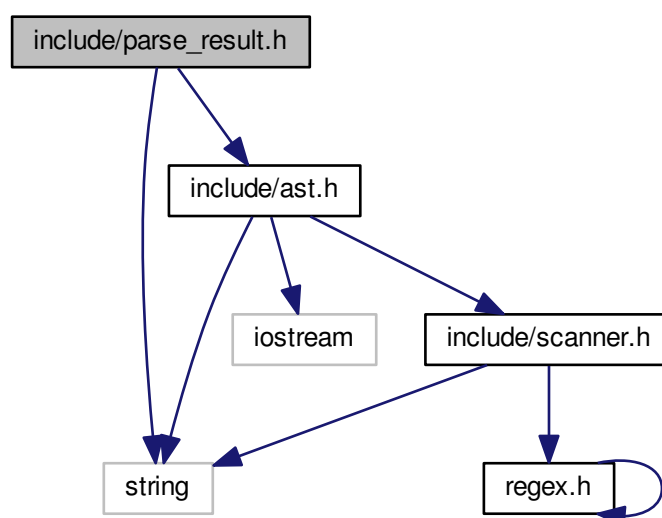 include/parse_result.h
include/ast.h
iostream
include/scanner.h
string
regex.h